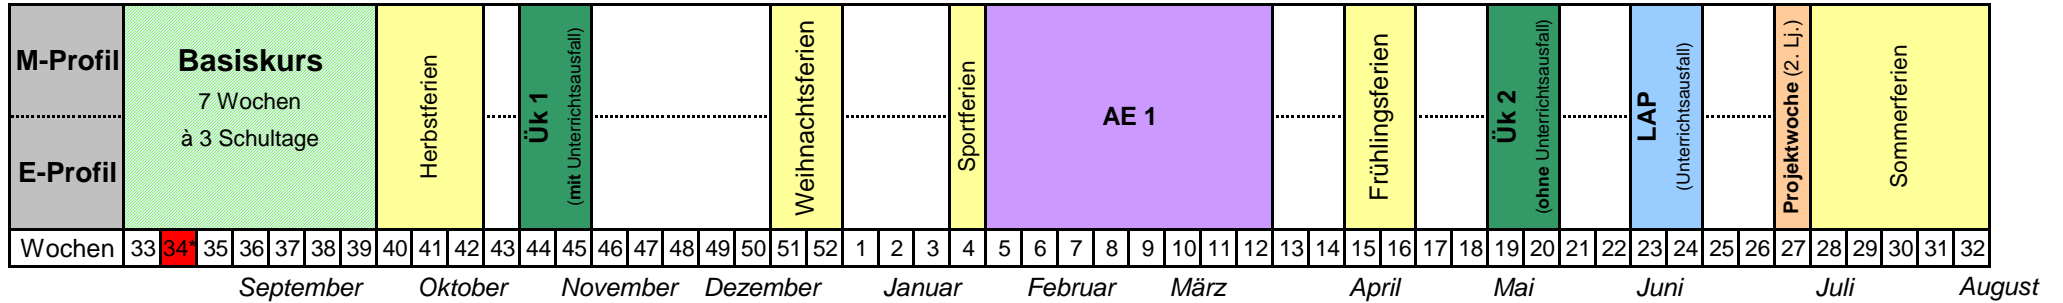 M-Profil
E-Profil
Basiskurs
7 Wochen
à 3 Schultage
Herbstferien
Ük 1
(mit Unterrichtsausfall)
Weihnachtsferien
Sportferien
AE 1
Frühlingsferien
Ük 2
(ohne Unterrichtsausfall)
LAP
(Unterrichtsausfall)
Projektwoche (2. Lj.)
Sommerferien
Wochen 33 34* 35 36 37 38 39 40 41 42 43 44 45 46 47 48 49 50 51 52 1 2 3 4 5 6 7 8 9 10 11 12 13 14 15 16 17 18 19 20 21 22 23 24 25 26 27 28 29 30 31 32
September Oktober November Dezember Januar Februar März April Mai Juni Juli August